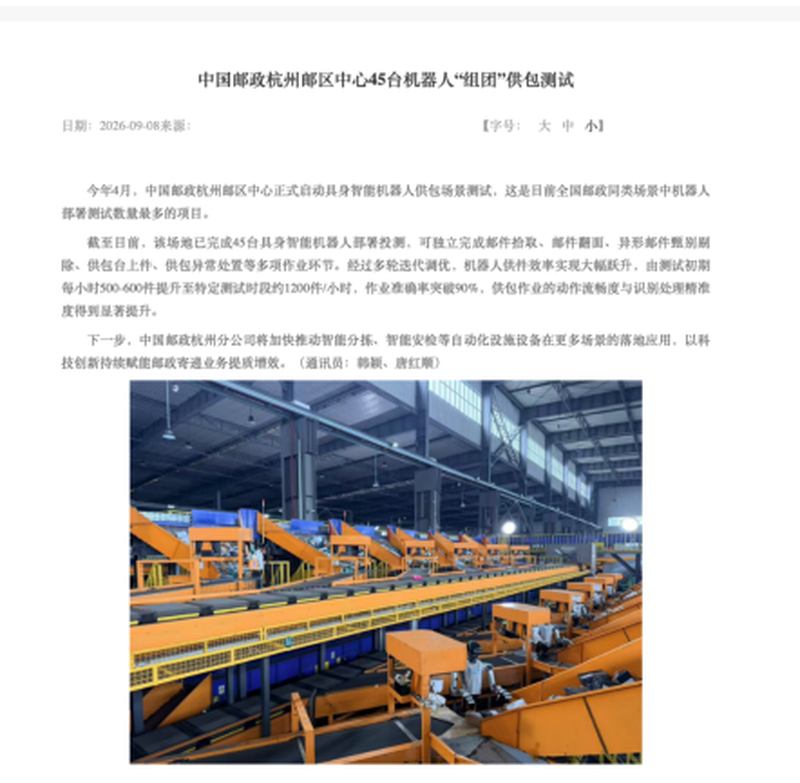 中国邮政杭州邮区中心45台机器人“组团”供包测试
日期：2026-09-08来源：
【字号： 大 中 小】
今年4月，中国邮政杭州邮区中心正式启动具身智能机器人供包场景测试，这是目前全国邮政同类场景中机器人
部署测试数量最多的项目。
截至目前，该场地已完成45台具身智能机器人部署投测，可独立完成邮件拾取、邮件翻面、异形邮件甄别剔
除、供包台上件、供包异常处置等多项作业环节。经过多轮迭代调优，机器人供件效率实现大幅跃升，由测试初期
每小时500-600件提升至特定测试时段约1200件/小时，作业准确率突破90%，供包作业的动作流畅度与识别处理精准
度得到显著提升。
下一步，中国邮政杭州分公司将加快推动智能分拣、智能安检等自动化设施设备在更多场景的落地应用，以科
技创新持续赋能邮政寄递业务提质增效。（通讯员：韩颖、唐红顺）